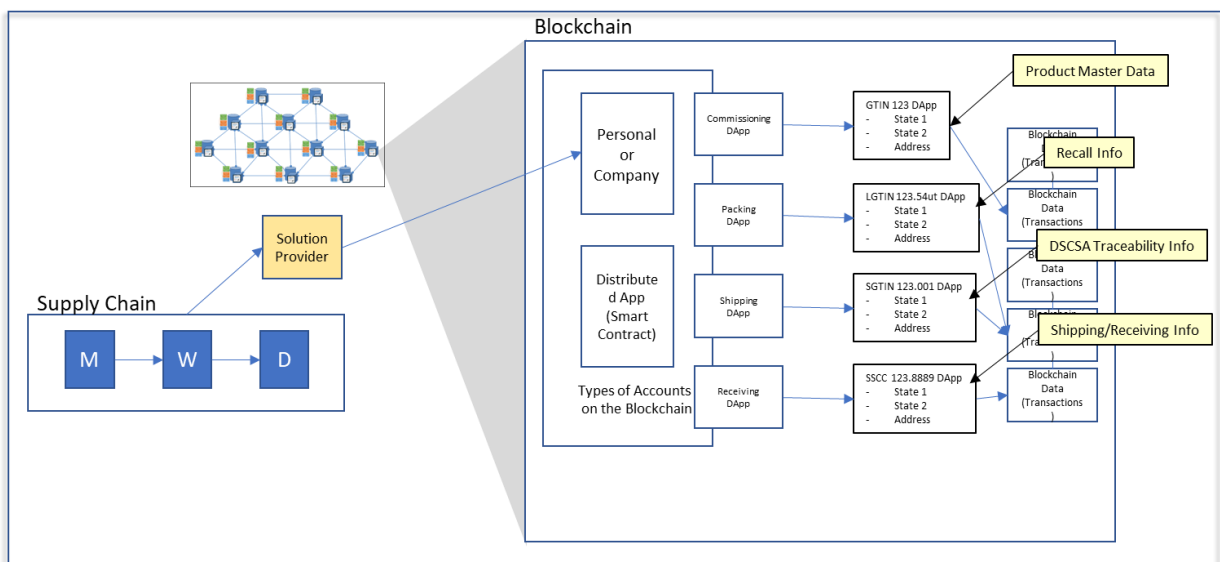 Blockchain
Product Master Data
Personal
or
Company
Commissioning
DApp
GTIN 123 DApp
- State 1
- State 2
- Address
Blockchain
(Trans
)
Recall Info
Packing
DApp
LGTIN 123.54ut DApp
- State 1
- State 2
- Address
Blockchain
Data
(Transactions
Solution
Provider
DSCSA Traceability Info
Distribute
d App
(Smart
Contract)
Shipping
DApp
SGTIN 123.001 DApp
- State 1
- State 2
- Address
Data
(Transactions
Supply Chain
M
W
D
Shipping/Receiving Info
(Tra
)
Types of Accounts
on the Blockchain
Receiving
DApp
SSCC 123.8889 DApp
- State 1
- State 2
- Address
Blockchain
Data
(Transactions
)